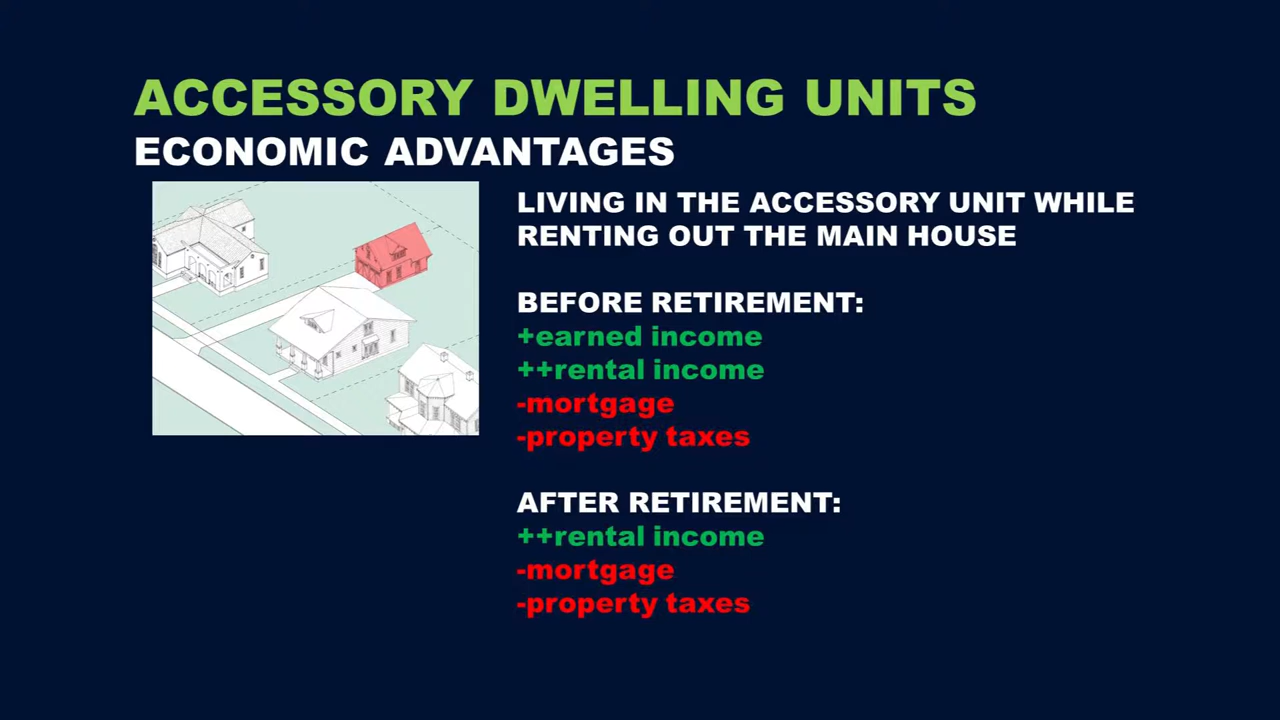 ACCESSORY DWELLING UNITS
ECONOMIC ADVANTAGES
LIVING IN THE ACCESSORY UNIT WHILE
RENTING OUT THE MAIN HOUSE
BEFORE RETIREMENT:
+earned income
++rental income
-mortgage
-property taxes
AFTER RETIREMENT:
++rental income
-mortgage
-property taxes